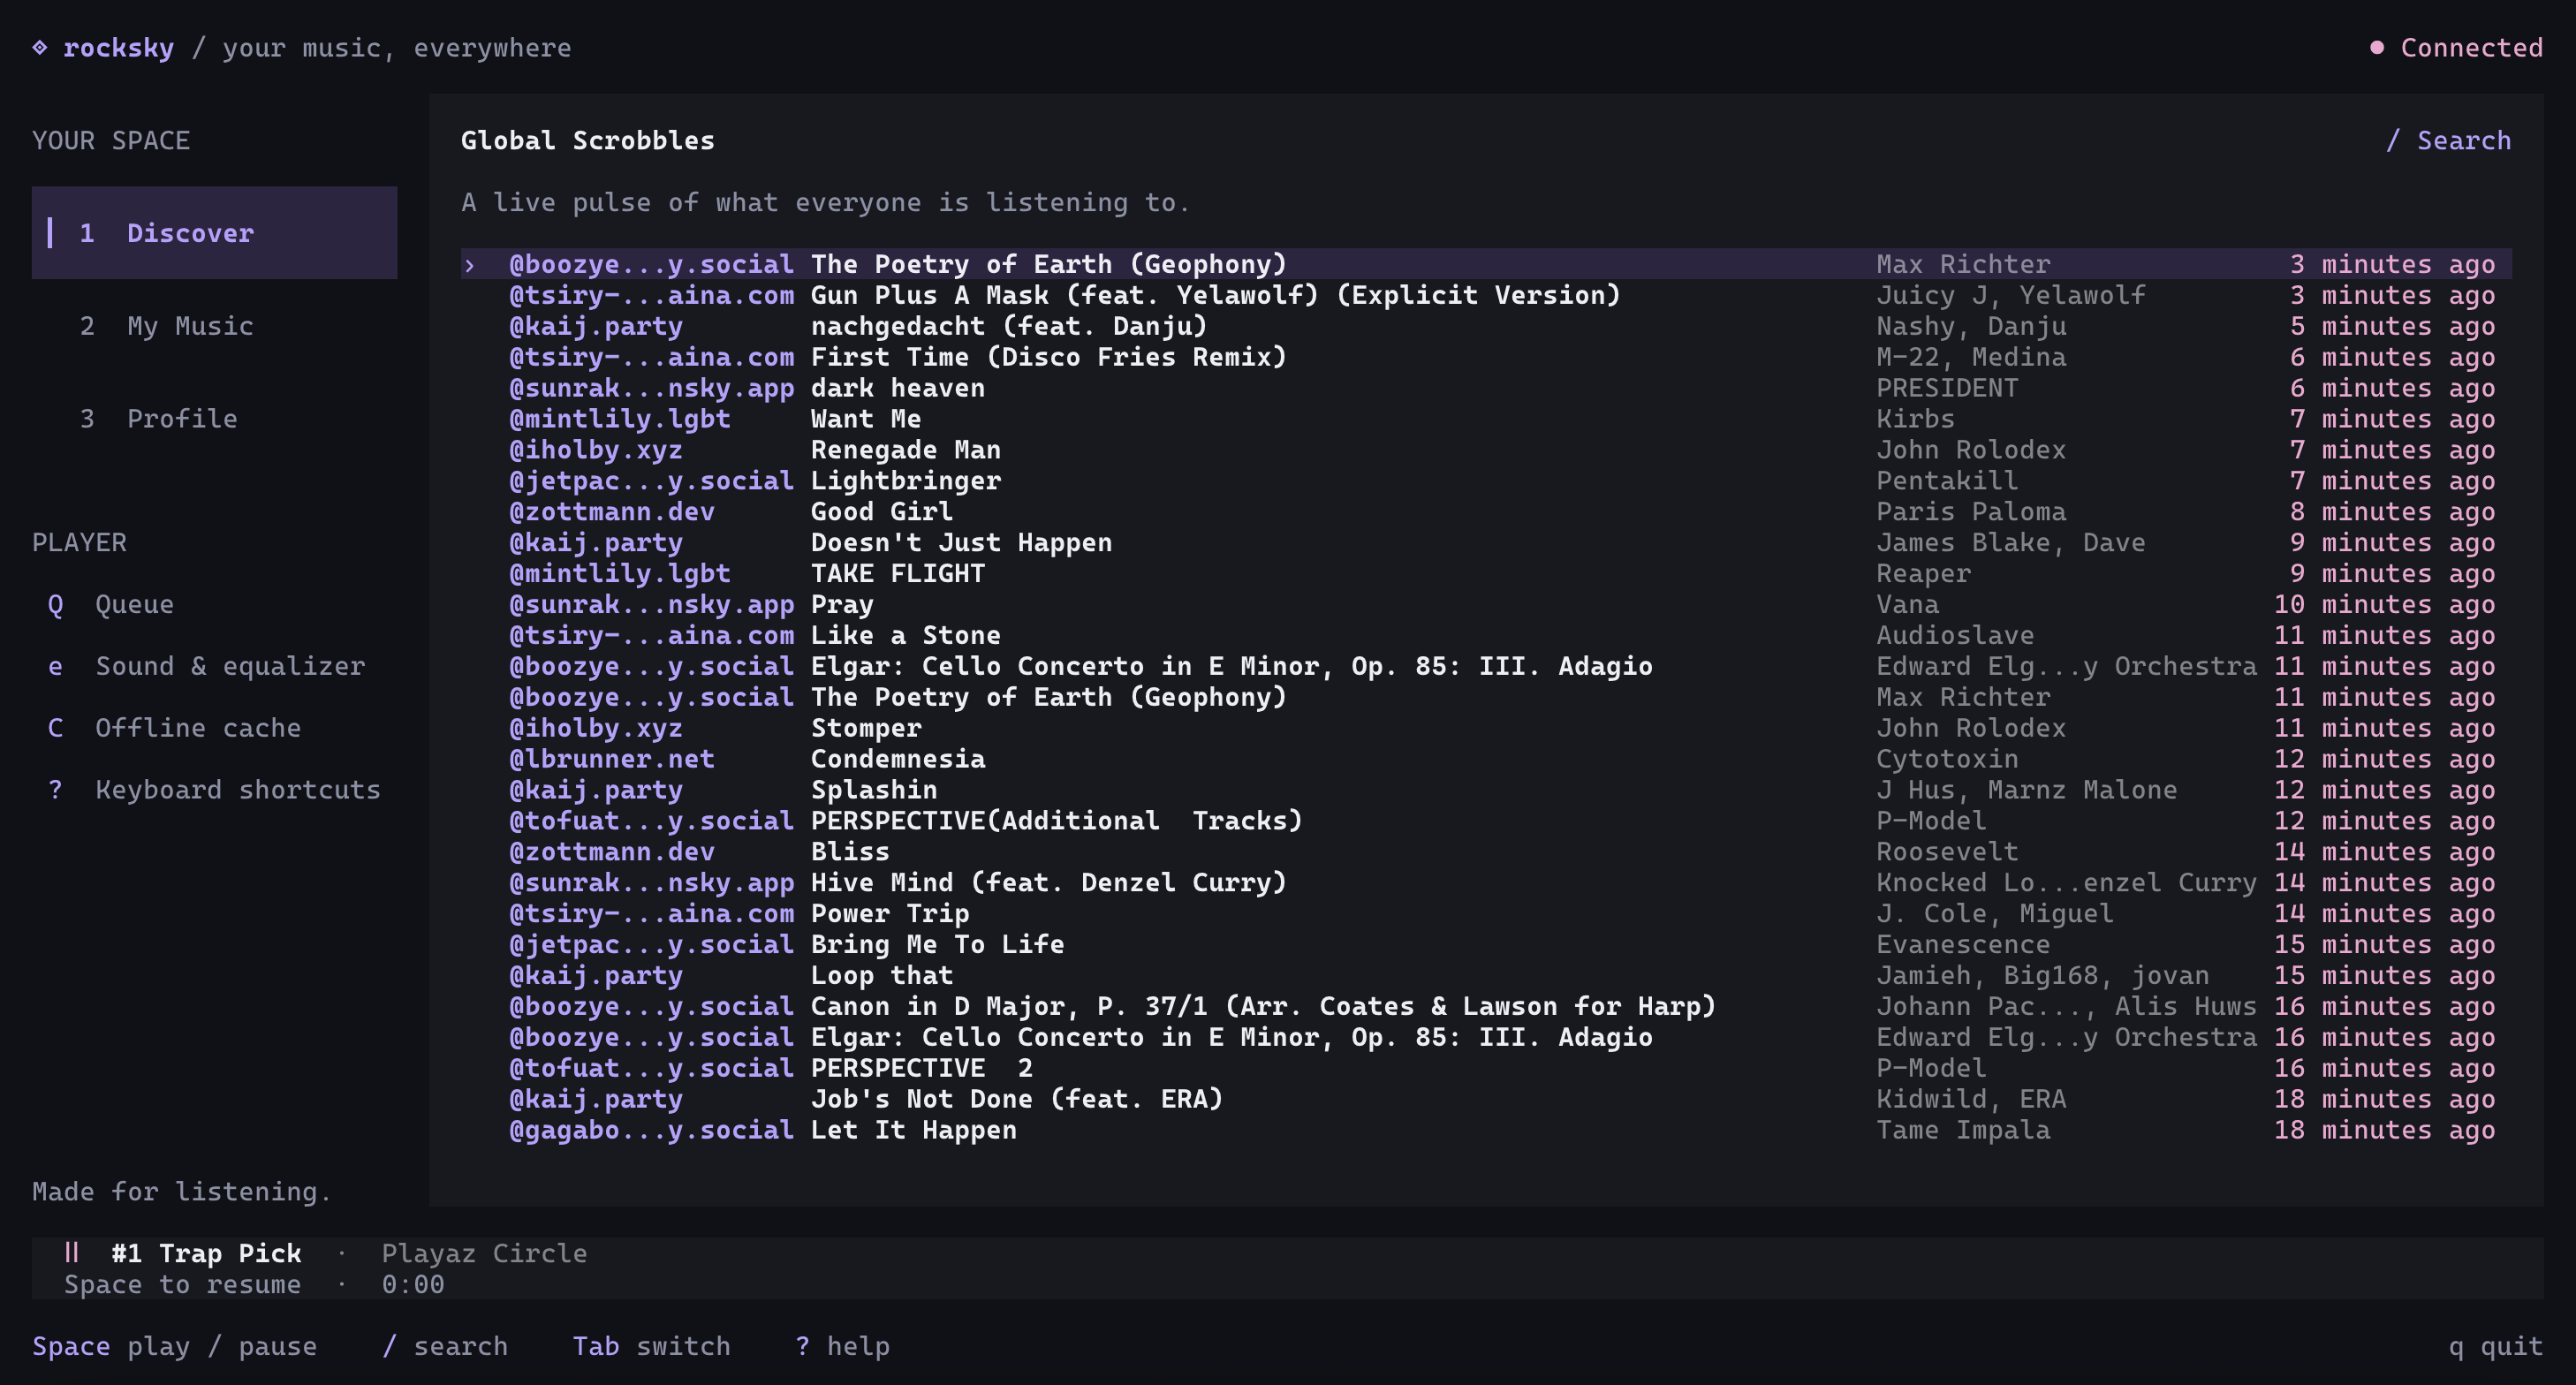 rocksky / your music, everywhere
● Connected
YOUR SPACE
1 Discover
2 My Music
3 Profile
PLAYER
Q Queue
e Sound & equalizer
C Offline cache
? Keyboard shortcuts
Made for listening.
Global Scrobbles
/ Search
A live pulse of what everyone is listening to.
› @boozye...y.social The Poetry of Earth (Geophony) Max Richter 3 minutes ago
@tsiry-...aina.com Gun Plus A Mask (feat. Yelawolf) (Explicit Version) Juicy J, Yelawolf 3 minutes ago
@kaij.party nachgedacht (feat. Danju) Nashy, Danju 5 minutes ago
@tsiry-...aina.com First Time (Disco Fries Remix) M-22, Medina 6 minutes ago
@sunrak...nsky.app dark heaven PRESIDENT 6 minutes ago
@mintlily.lgbt Want Me Kirbs 7 minutes ago
@iholby.xyz Renegade Man John Rolodex 7 minutes ago
@jetpac...y.social Lightbringer Pentakill 7 minutes ago
@zottmann.dev Good Girl Paris Paloma 8 minutes ago
@kaij.party Doesn't Just Happen James Blake, Dave 9 minutes ago
@mintlily.lgbt TAKE FLIGHT Reaper 9 minutes ago
@sunrak...nsky.app Pray Vana 10 minutes ago
@tsiry-...aina.com Like a Stone Audioslave 11 minutes ago
@boozye...y.social Elgar: Cello Concerto in E Minor, Op. 85: III. Adagio Edward Elg...y Orchestra 11 minutes ago
@boozye...y.social The Poetry of Earth (Geophony) Max Richter 11 minutes ago
@iholby.xyz Stomper John Rolodex 11 minutes ago
@lbrunner.net Condemnesia Cytotoxin 12 minutes ago
@kaij.party Splashin J Hus, Marnz Malone 12 minutes ago
@tofuat...y.social PERSPECTIVE(Additional  Tracks) P-Model 12 minutes ago
@zottmann.dev Bliss Roosevelt 14 minutes ago
@sunrak...nsky.app Hive Mind (feat. Denzel Curry) Knocked Lo...enzel Curry 14 minutes ago
@tsiry-...aina.com Power Trip J. Cole, Miguel 14 minutes ago
@jetpac...y.social Bring Me To Life Evanescence 15 minutes ago
@kaij.party Loop that Jamieh, Big168, jovan 15 minutes ago
@boozye...y.social Canon in D Major, P. 37/1 (Arr. Coates & Lawson for Harp) Johann Pac..., Alis Huws 16 minutes ago
@boozye...y.social Elgar: Cello Concerto in E Minor, Op. 85: III. Adagio Edward Elg...y Orchestra 16 minutes ago
@tofuat...y.social PERSPECTIVE  2 P-Model 16 minutes ago
@kaij.party Job's Not Done (feat. ERA) Kidwild, ERA 18 minutes ago
@gagabo...y.social Let It Happen Tame Impala 18 minutes ago
#1 Trap Pick · Playaz Circle
Space to resume · 0:00
Space play / pause / search Tab switch ? help
q quit